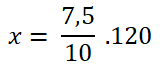 x = 7,5/10 .120